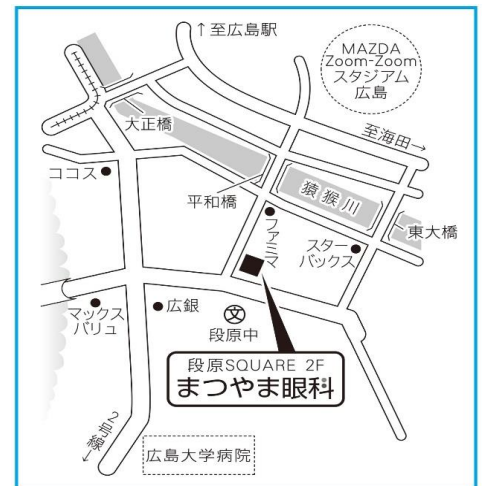 ↑至広島駅
MAZDA
Zoom-Zoom
スタジアム
広島
大正橋
至海田→
ココス
平和橋
猿猴川
ファミマ
スター
バックス
東大橋
マックス
バリュ
広銀
文
段原中
段原SQUARE 2F
まつやま眼科
←2号線
広島大学病院